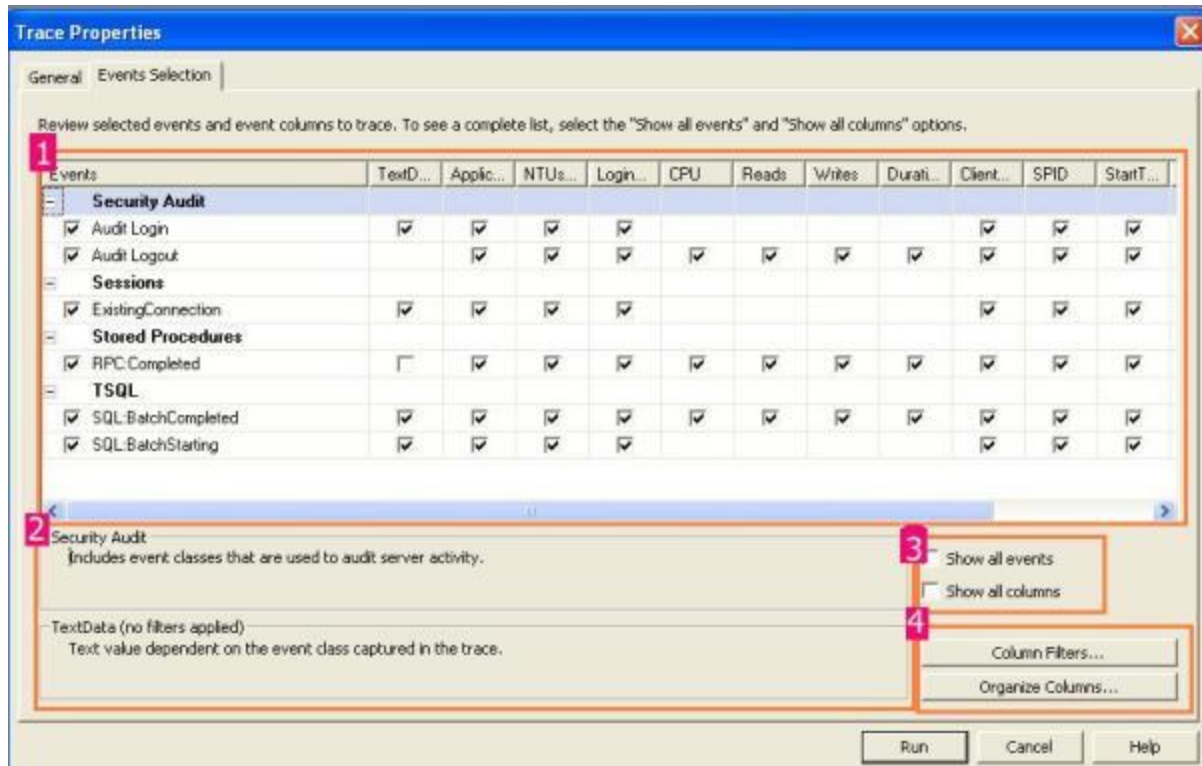 Trace Properties
General Events Selection
Review selected events and event columns to trace. To see a complete list, select the "Show all events" and "Show all columns" options.
1
Events TextD... Applic... NTUs... Login... CPU Reads Writes Durati... Client... SPID StartT...
Security Audit
Audit Login
Audit Logout
Sessions
ExistingConnection
Stored Procedures
RPC:Completed
TSQL
SQL:BatchCompleted
SQL:BatchStarting
2
Security Audit
Includes event classes that are used to audit server activity.
3
Show all events
Show all columns
TextData (no filters applied)
Text value dependent on the event class captured in the trace.
4
Column Filters...
Organize Columns...
Run Cancel Help